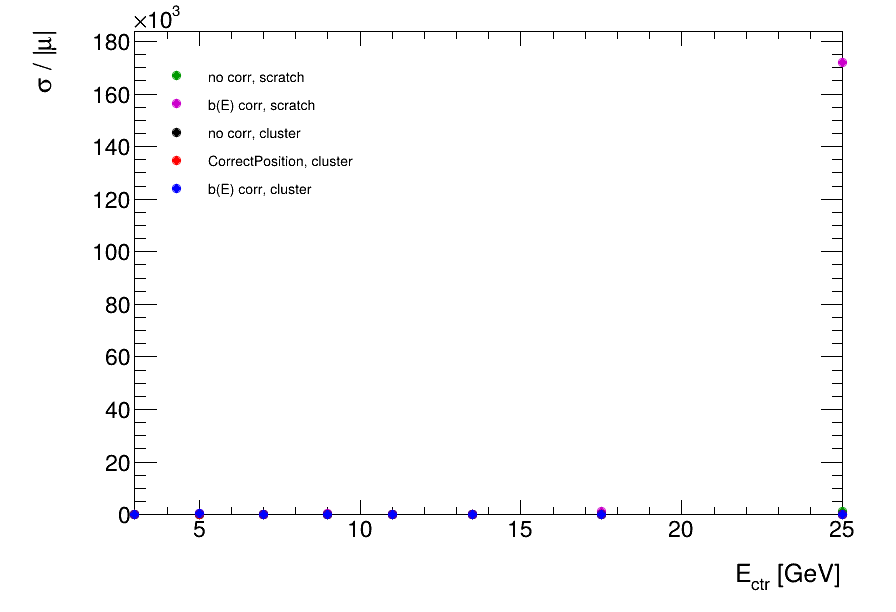 ×10³
σ / |μ|
180
160
140
120
100
80
60
40
20
0
no corr, scratch
b(E) corr, scratch
no corr, cluster
CorrectPosition, cluster
b(E) corr, cluster
5 10 15 20 25
E_ctr [GeV]